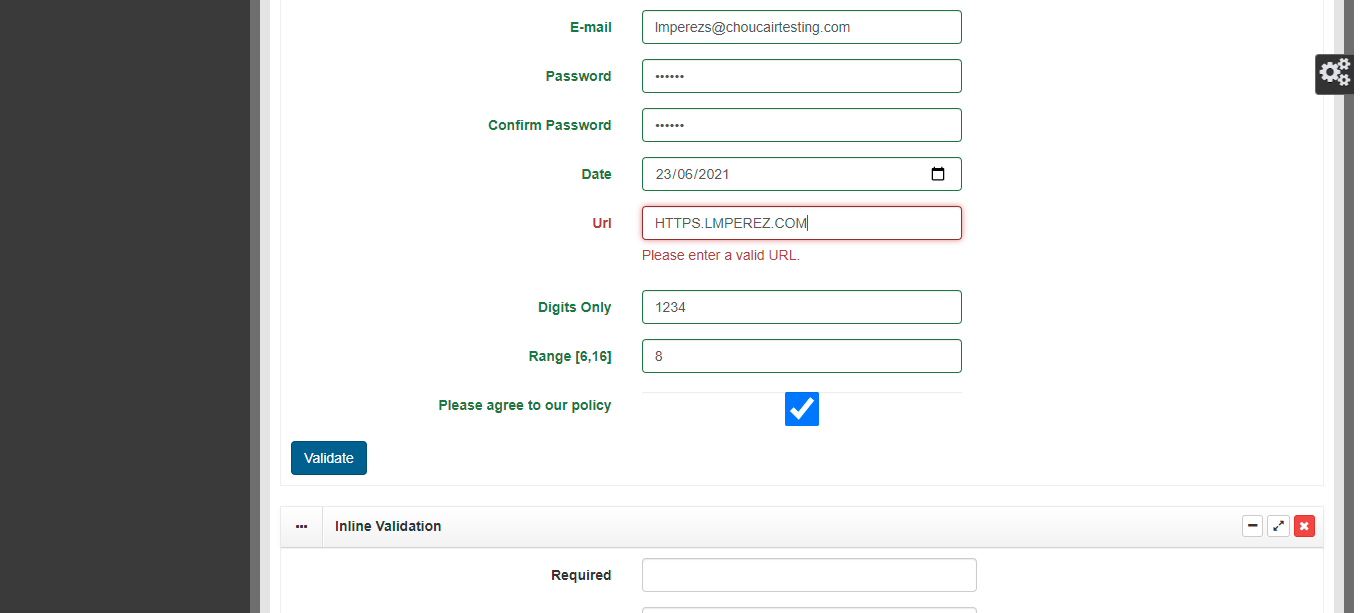 E-mail lmperezs@choucairtesting.com
Password ••••••
Confirm Password ••••••
Date 23/06/2021
Url HTTPS.LMPEREZ.COM
Please enter a valid URL.
Digits Only 1234
Range [6,16] 8
Please agree to our policy
Validate
Inline Validation
Required